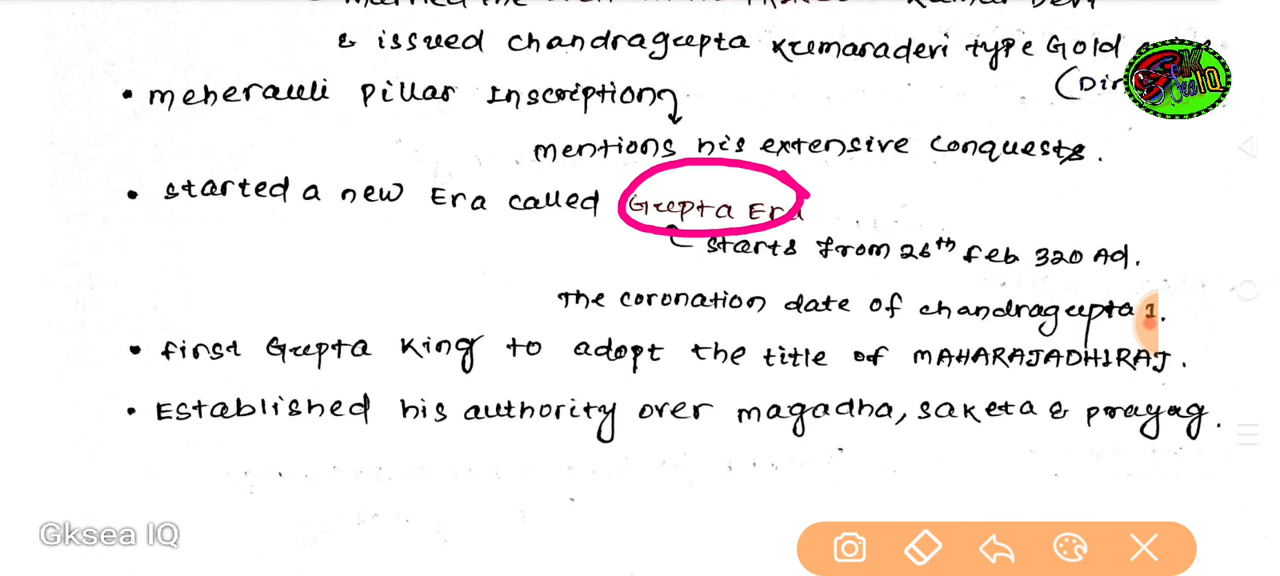 & issued chandragupta Kumaradevi type Gold
(Din
• meherauli Pillar Inscription
mentions his extensive conquests.
• started a new Era called Gupta Era
starts from 26th feb 320 AD.
The coronation date of chandragupta 1.
• first Gupta King to adopt the title of MAHARAJADHIRAJ.
• Established his authority over magadha, saketa & prayag.
Gksea IQ